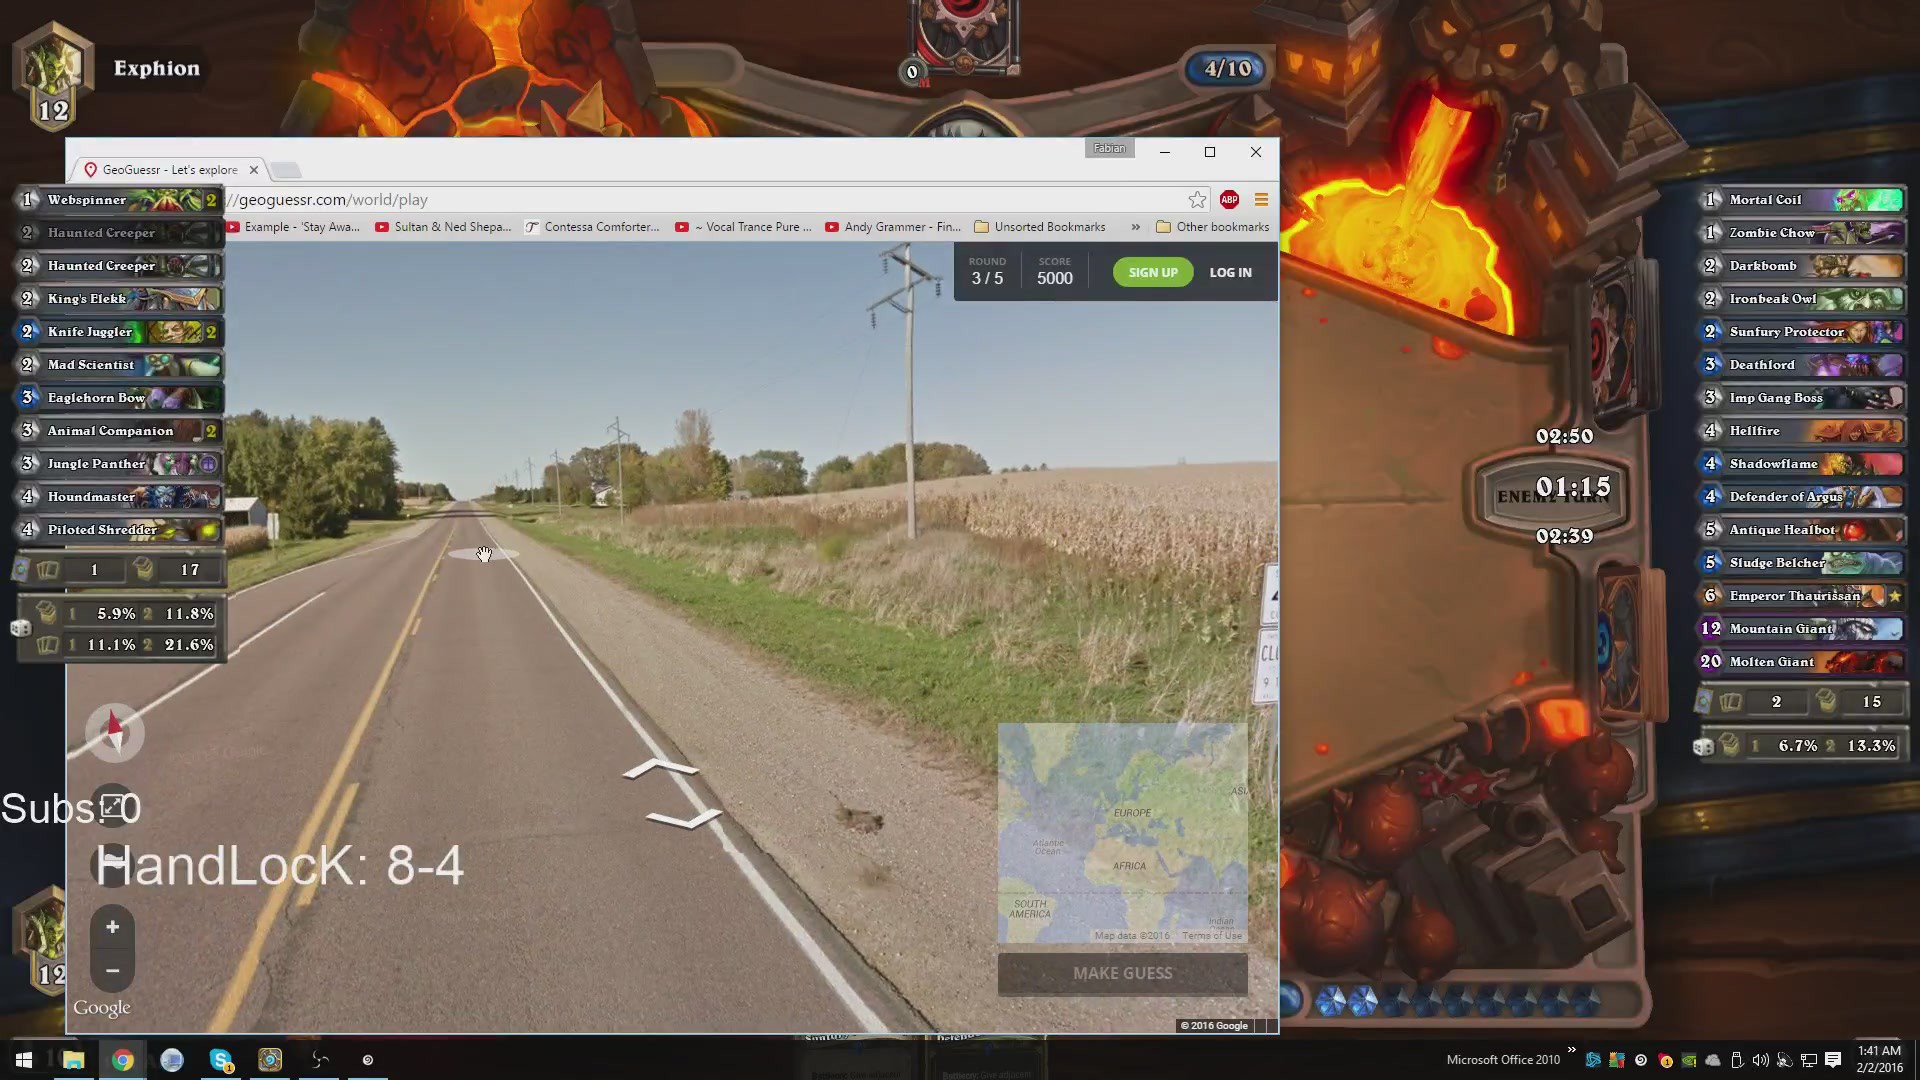 Exphion
12
0
4/10
Fabian
GeoGuessr - Let's explore
//geoguessr.com/world/play
ABP
Example - 'Stay Awa...
Sultan & Ned Shepa...
Contessa Comforter...
~ Vocal Trance Pure ...
Andy Grammer - Fin...
Unsorted Bookmarks
»
Other bookmarks
ROUND
3 / 5
SCORE
5000
SIGN UP
LOG IN
1 Webspinner 2
2 Haunted Creeper
2 Haunted Creeper
2 King's Elekk
2 Knife Juggler 2
2 Mad Scientist
3 Eaglehorn Bow
3 Animal Companion 2
3 Jungle Panther
4 Houndmaster
4 Piloted Shredder
1 17
1 5.9% 2 11.8%
1 11.1% 2 21.6%
1 Mortal Coil
1 Zombie Chow
2 Darkbomb
2 Ironbeak Owl
2 Sunfury Protector
3 Deathlord
3 Imp Gang Boss
4 Hellfire
4 Shadowflame
4 Defender of Argus
5 Antique Healbot
5 Sludge Belcher
6 Emperor Thaurissan
12 Mountain Giant
20 Molten Giant
2 15
1 6.7% 2 13.3%
02:50
ENEMY TURN
01:15
02:39
Subs: 0
HandLocK: 8-4
12
+
−
Google
EUROPE
ASI
Atlantic
Ocean
AFRICA
SOUTH
AMERICA
Indian
Map data ©2016 Terms of Use
MAKE GUESS
© 2016 Google
Microsoft Office 2010
»
1:41 AM
2/2/2016